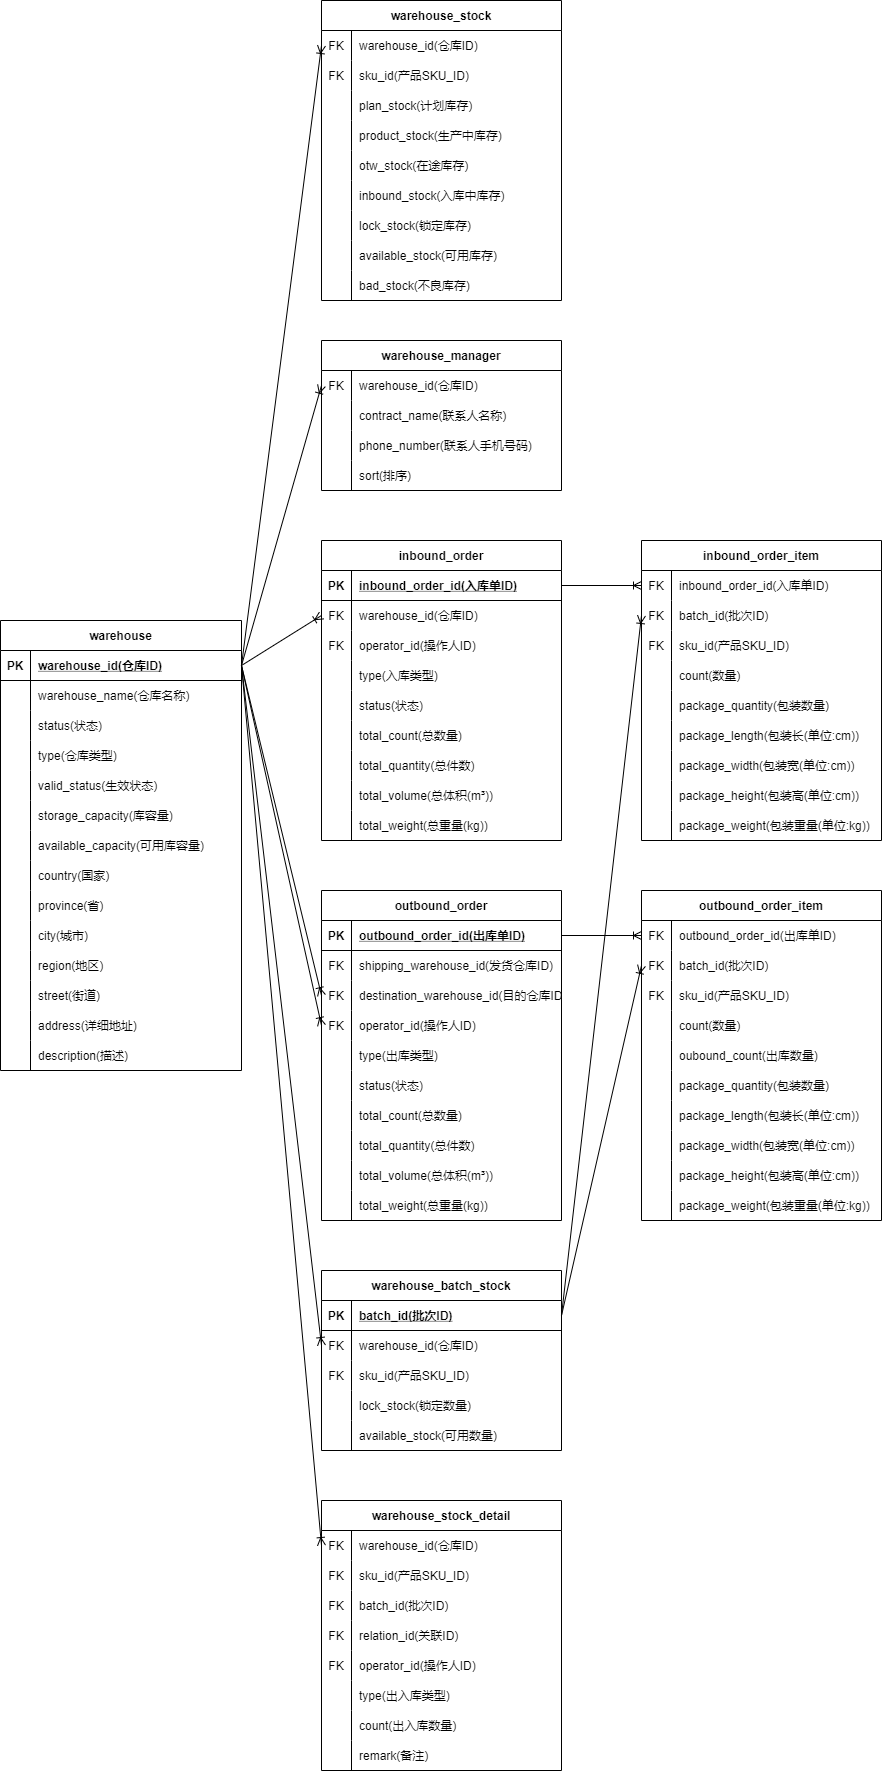 warehouse_stock
FK warehouse_id(仓库ID)
FK sku_id(产品SKU_ID)
plan_stock(计划库存)
product_stock(生产中库存)
otw_stock(在途库存)
inbound_stock(入库中库存)
lock_stock(锁定库存)
available_stock(可用库存)
bad_stock(不良库存)
warehouse_manager
FK warehouse_id(仓库ID)
contract_name(联系人名称)
phone_number(联系人手机号码)
sort(排序)
inbound_order
PK inbound_order_id(入库单ID)
FK warehouse_id(仓库ID)
FK operator_id(操作人ID)
type(入库类型)
status(状态)
total_count(总数量)
total_quantity(总件数)
total_volume(总体积(m³))
total_weight(总重量(kg))
inbound_order_item
FK inbound_order_id(入库单ID)
FK batch_id(批次ID)
FK sku_id(产品SKU_ID)
count(数量)
package_quantity(包装数量)
package_length(包装长(单位:cm))
package_width(包装宽(单位:cm))
package_height(包装高(单位:cm))
package_weight(包装重量(单位:kg))
warehouse
PK warehouse_id(仓库ID)
warehouse_name(仓库名称)
status(状态)
type(仓库类型)
valid_status(生效状态)
storage_capacity(库容量)
available_capacity(可用库容量)
country(国家)
province(省)
city(城市)
region(地区)
street(街道)
address(详细地址)
description(描述)
outbound_order
PK outbound_order_id(出库单ID)
FK shipping_warehouse_id(发货仓库ID)
FK destination_warehouse_id(目的仓库ID
FK operator_id(操作人ID)
type(出库类型)
status(状态)
total_count(总数量)
total_quantity(总件数)
total_volume(总体积(m³))
total_weight(总重量(kg))
outbound_order_item
FK outbound_order_id(出库单ID)
FK batch_id(批次ID)
FK sku_id(产品SKU_ID)
count(数量)
oubound_count(出库数量)
package_quantity(包装数量)
package_length(包装长(单位:cm))
package_width(包装宽(单位:cm))
package_height(包装高(单位:cm))
package_weight(包装重量(单位:kg))
warehouse_batch_stock
PK batch_id(批次ID)
FK warehouse_id(仓库ID)
FK sku_id(产品SKU_ID)
lock_stock(锁定数量)
available_stock(可用数量)
warehouse_stock_detail
FK warehouse_id(仓库ID)
FK sku_id(产品SKU_ID)
FK batch_id(批次ID)
FK relation_id(关联ID)
FK operator_id(操作人ID)
type(出入库类型)
count(出入库数量)
remark(备注)